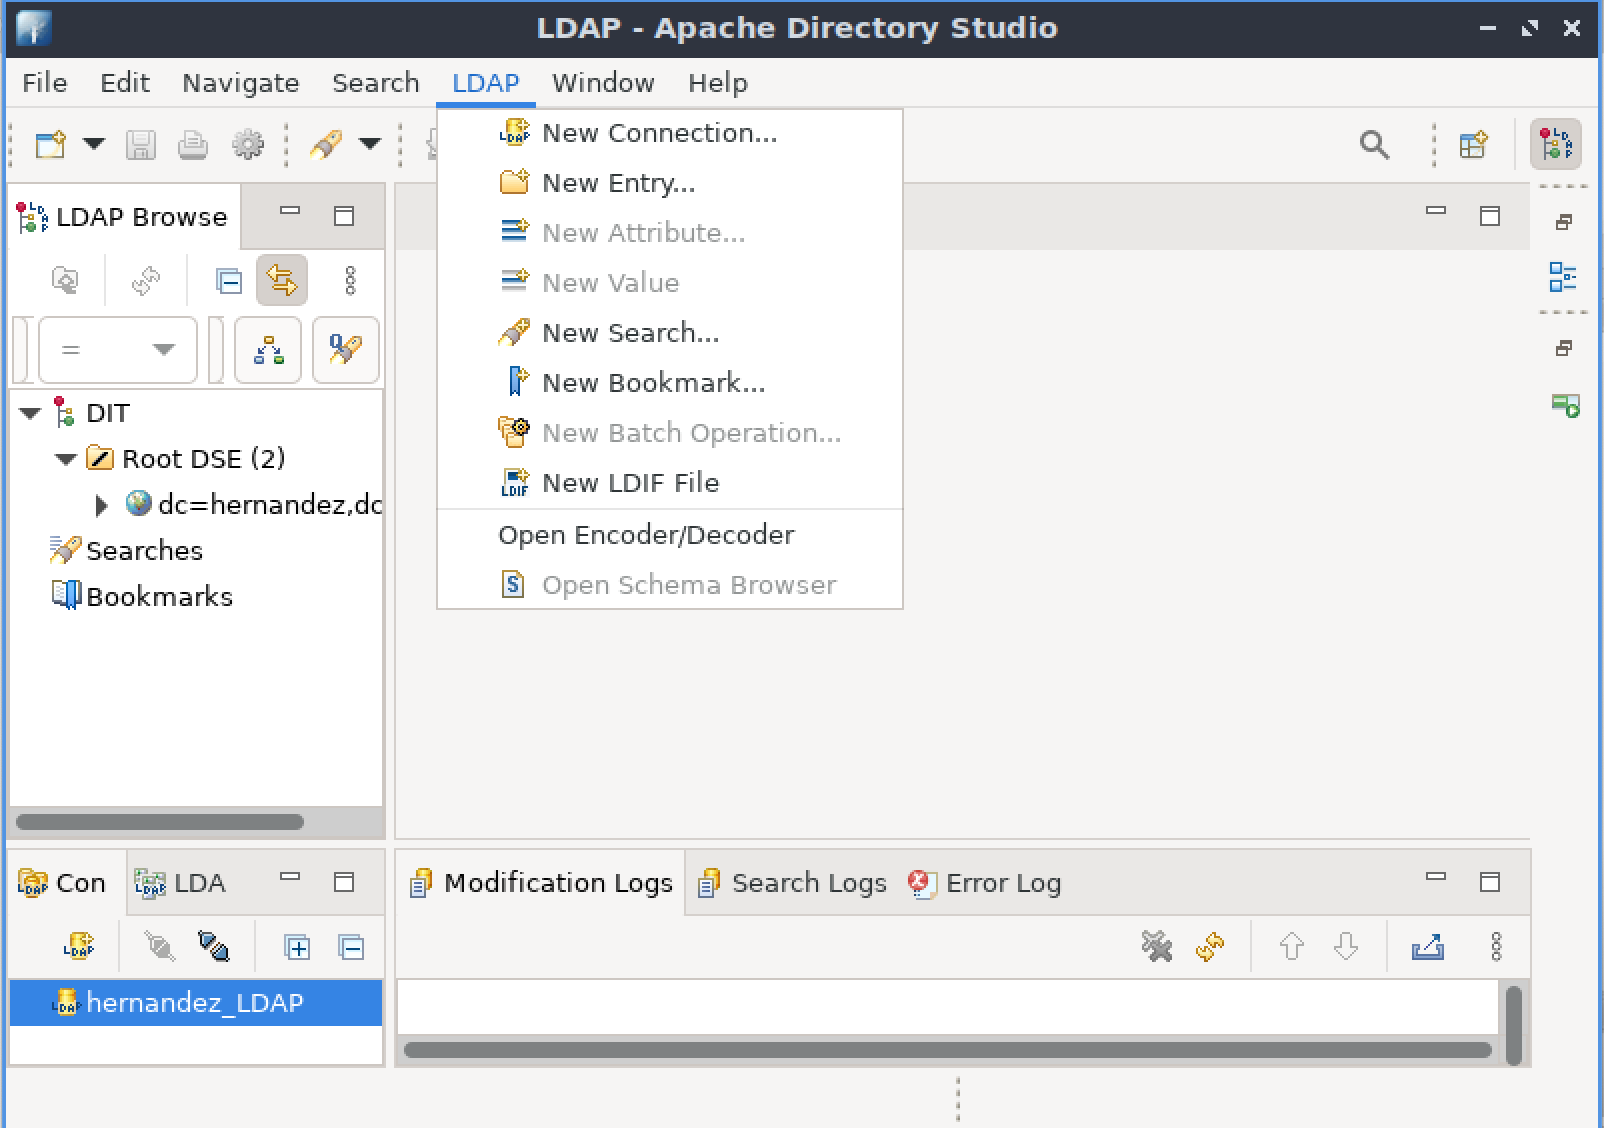 LDAP - Apache Directory Studio
File Edit Navigate Search LDAP Window Help
New Connection...
New Entry...
New Attribute...
New Value
New Search...
New Bookmark...
New Batch Operation...
New LDIF File
Open Encoder/Decoder
Open Schema Browser
LDAP Browse
=
DIT
Root DSE (2)
dc=hernandez,dc
Searches
Bookmarks
Con LDA
hernandez_LDAP
Modification Logs Search Logs Error Log